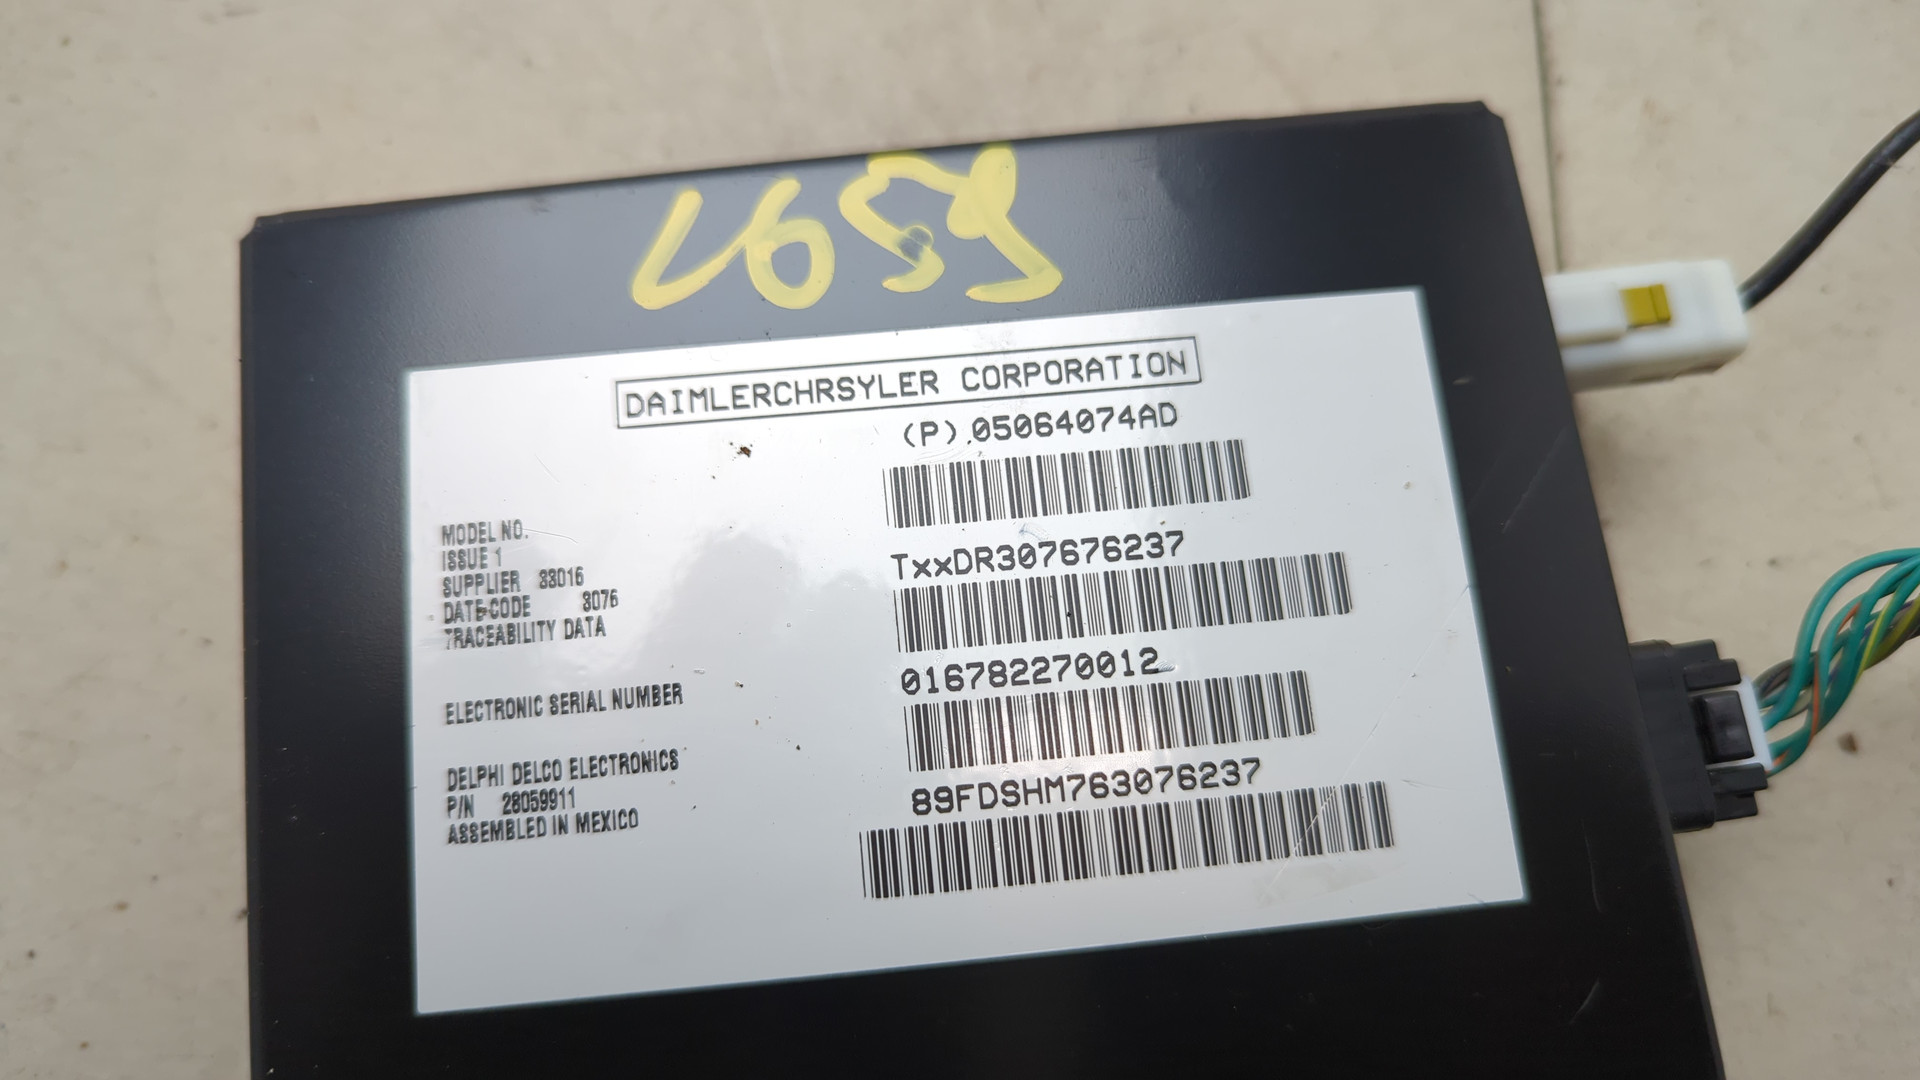 L659
DAIMLERCHRSYLER CORPORATION
(P) 05064074AD
MODEL NO.
ISSUE 1
SUPPLIER 33016
DATE CODE 3076
TRACEABILITY DATA
TxxDR307676237
ELECTRONIC SERIAL NUMBER
016782270012
DELPHI DELCO ELECTRONICS
P/N 28059911
ASSEMBLED IN MEXICO
89FDSHM763076237